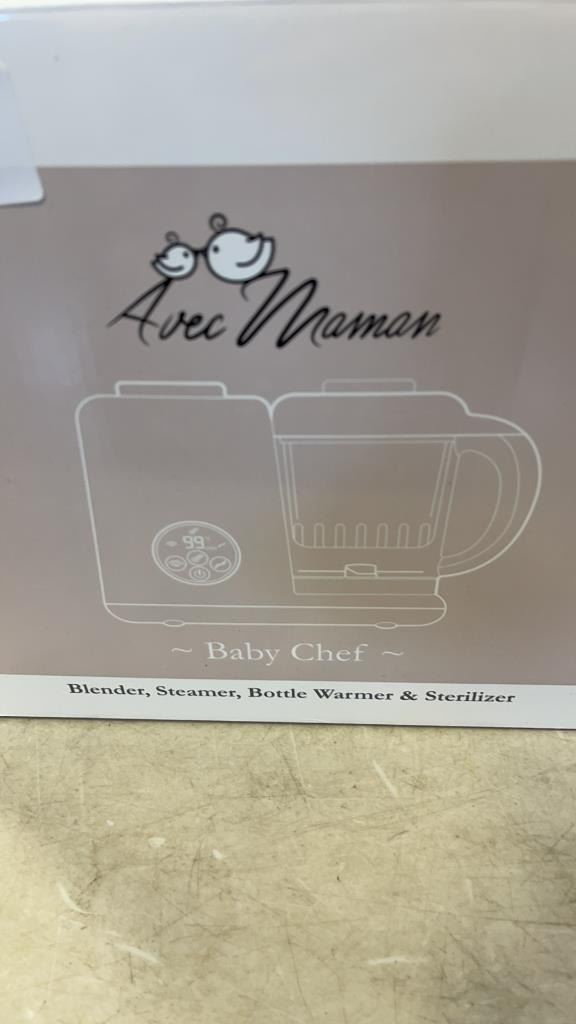 Avec Maman
99
~ Baby Chef ~
Blender, Steamer, Bottle Warmer & Sterilizer